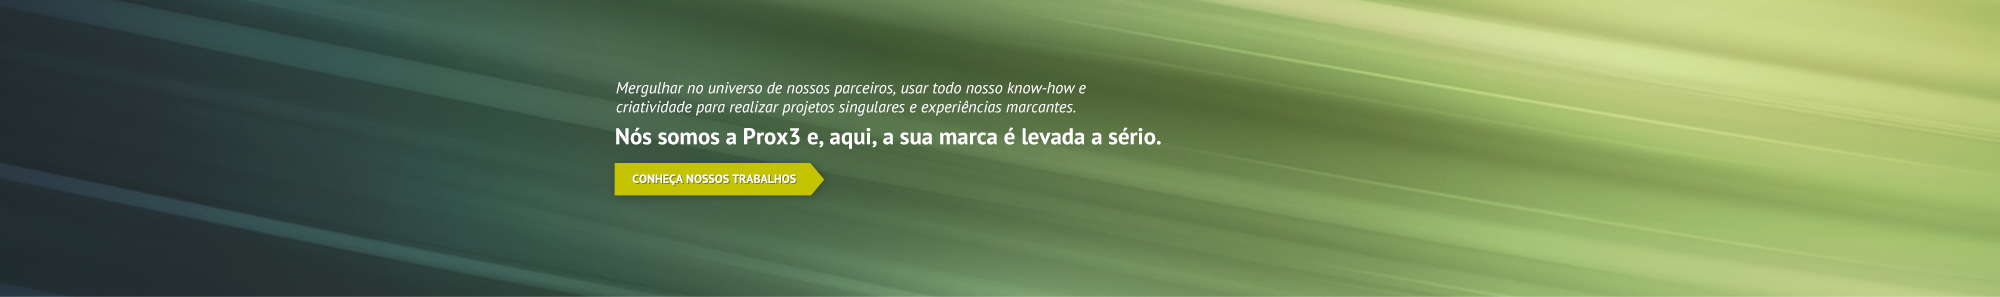 Mergulhar no universo de nossos parceiros, usar todo nosso know-how e
criatividade para realizar projetos singulares e experiências marcantes.
Nós somos a Prox3 e, aqui, a sua marca é levada a sério.
CONHEÇA NOSSOS TRABALHOS